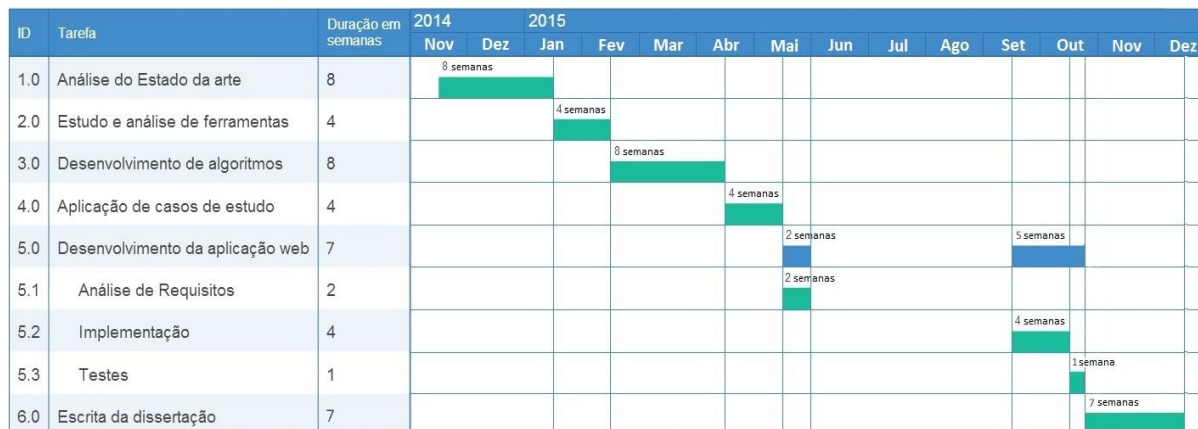 ID Tarefa Duração em semanas 2014 2015
Nov Dez Jan Fev Mar Abr Mai Jun Jul Ago Set Out Nov Dez
8 semanas
1.0 Análise do Estado da arte 8
4 semanas
2.0 Estudo e análise de ferramentas 4
8 semanas
3.0 Desenvolvimento de algoritmos 8
4 semanas
4.0 Aplicação de casos de estudo 4
2 semanas 5 semanas
5.0 Desenvolvimento da aplicação web 7
2 semanas
5.1 Análise de Requisitos 2
4 semanas
5.2 Implementação 4
1 semana
5.3 Testes 1
7 semanas
6.0 Escrita da dissertação 7